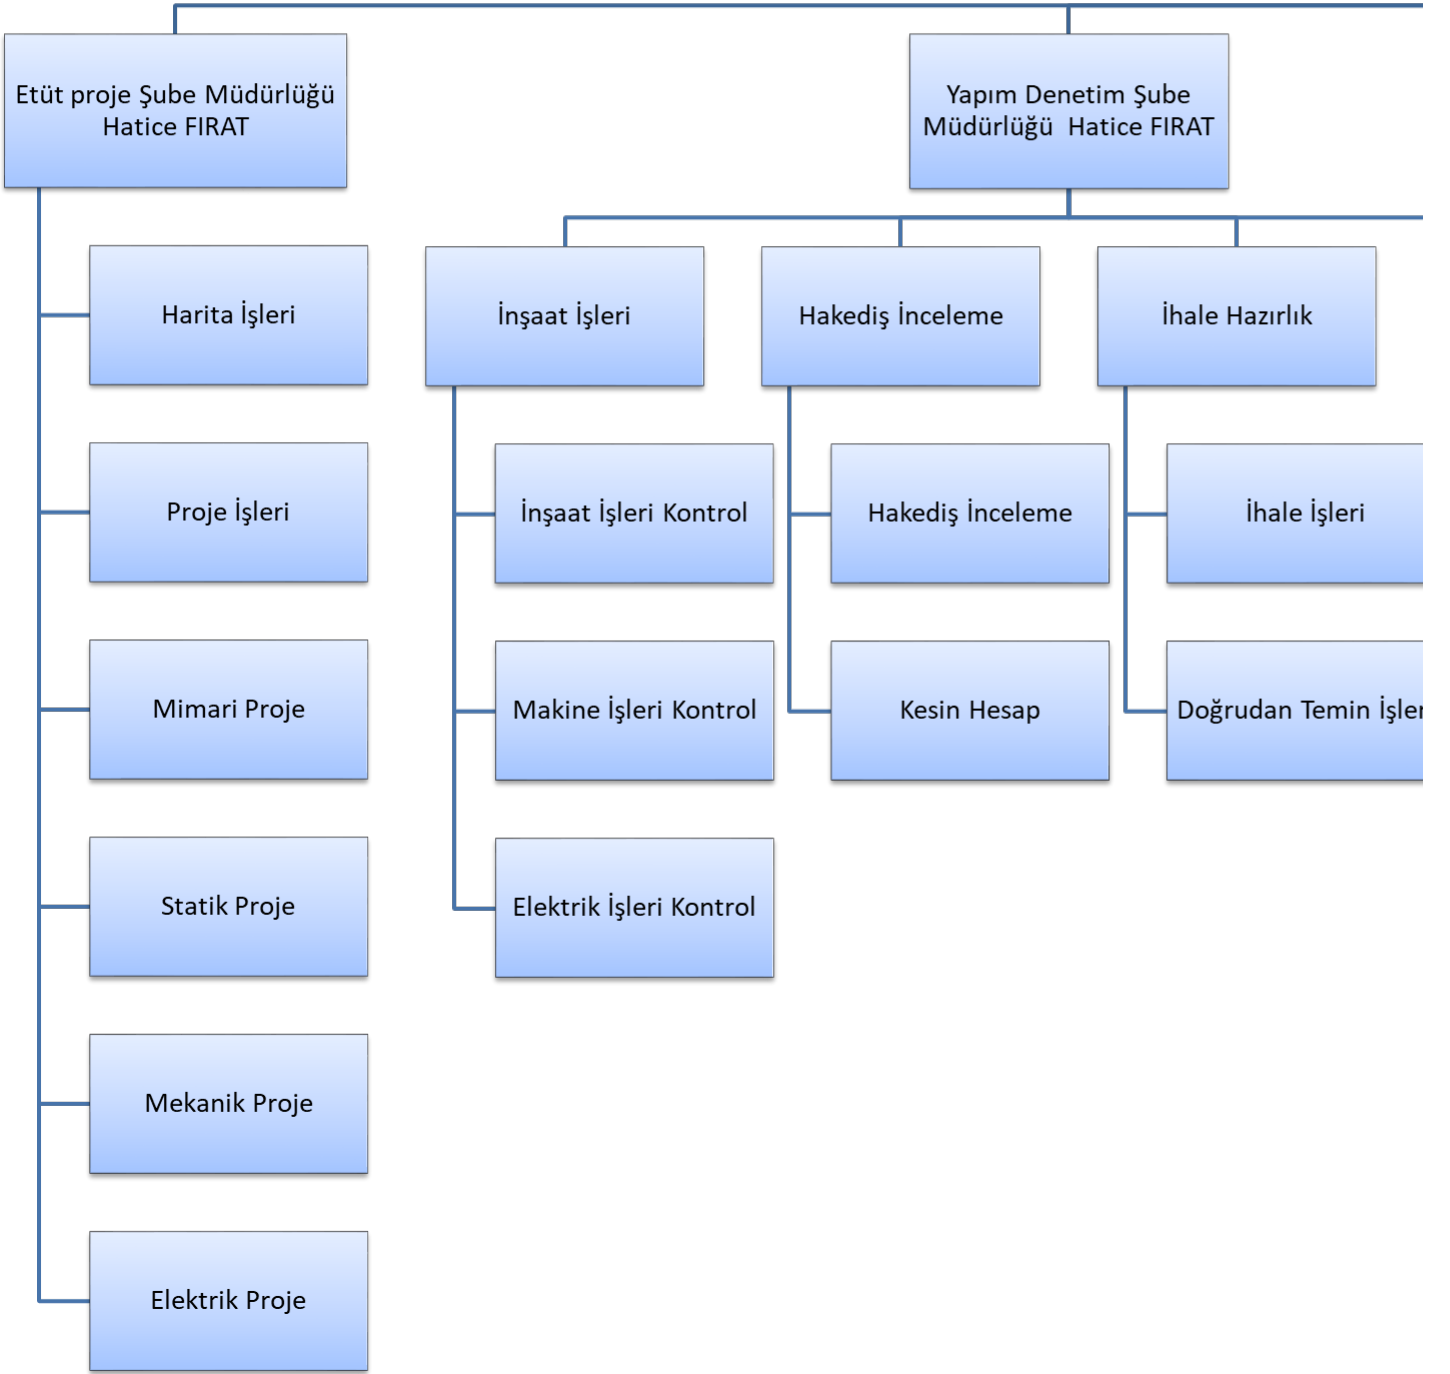 Etüt proje Şube Müdürlüğü
Hatice FIRAT
Yapım Denetim Şube
Müdürlüğü  Hatice FIRAT
Harita İşleri
İnşaat İşleri
Hakediş İnceleme
İhale Hazırlık
Proje İşleri
İnşaat İşleri Kontrol
Hakediş İnceleme
İhale İşleri
Mimari Proje
Makine İşleri Kontrol
Kesin Hesap
Doğrudan Temin
Statik Proje
Elektrik İşleri Kontrol
Mekanik Proje
Elektrik Proje